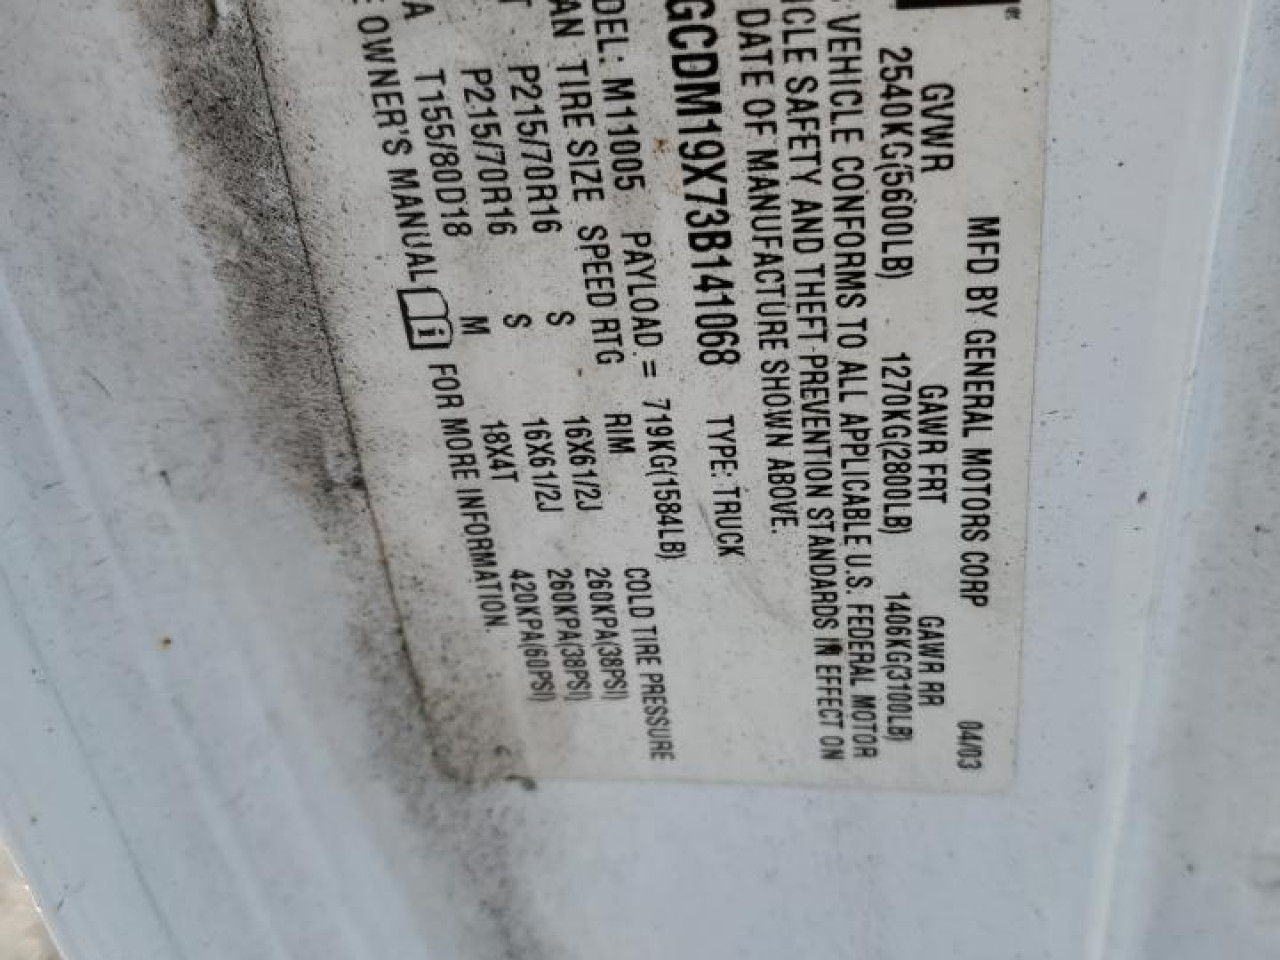 MFD BY GENERAL MOTORS CORP 04/03
GVWR GAWR FRT GAWR RR
2540KG(5600LB) 1270KG(2800LB) 1406KG(3100LB)
VEHICLE CONFORMS TO ALL APPLICABLE U.S. FEDERAL MOTOR
ICLE SAFETY AND THEFT PREVENTION STANDARDS IN EFFECT ON
DATE OF MANUFACTURE SHOWN ABOVE.
GCDM19X73B141068 TYPE: TRUCK
DEL: M11005 PAYLOAD = 719KG(1584LB)
AN TIRE SIZE SPEED RTG RIM COLD TIRE PRESSURE
T P215/70R16 S 16X61/2J 260KPA(38PSI)
P215/70R16 S 16X61/2J 260KPA(38PSI)
A T155/80D18 M 18X4T 420KPA(60PSI)
E OWNER'S MANUAL i FOR MORE INFORMATION.